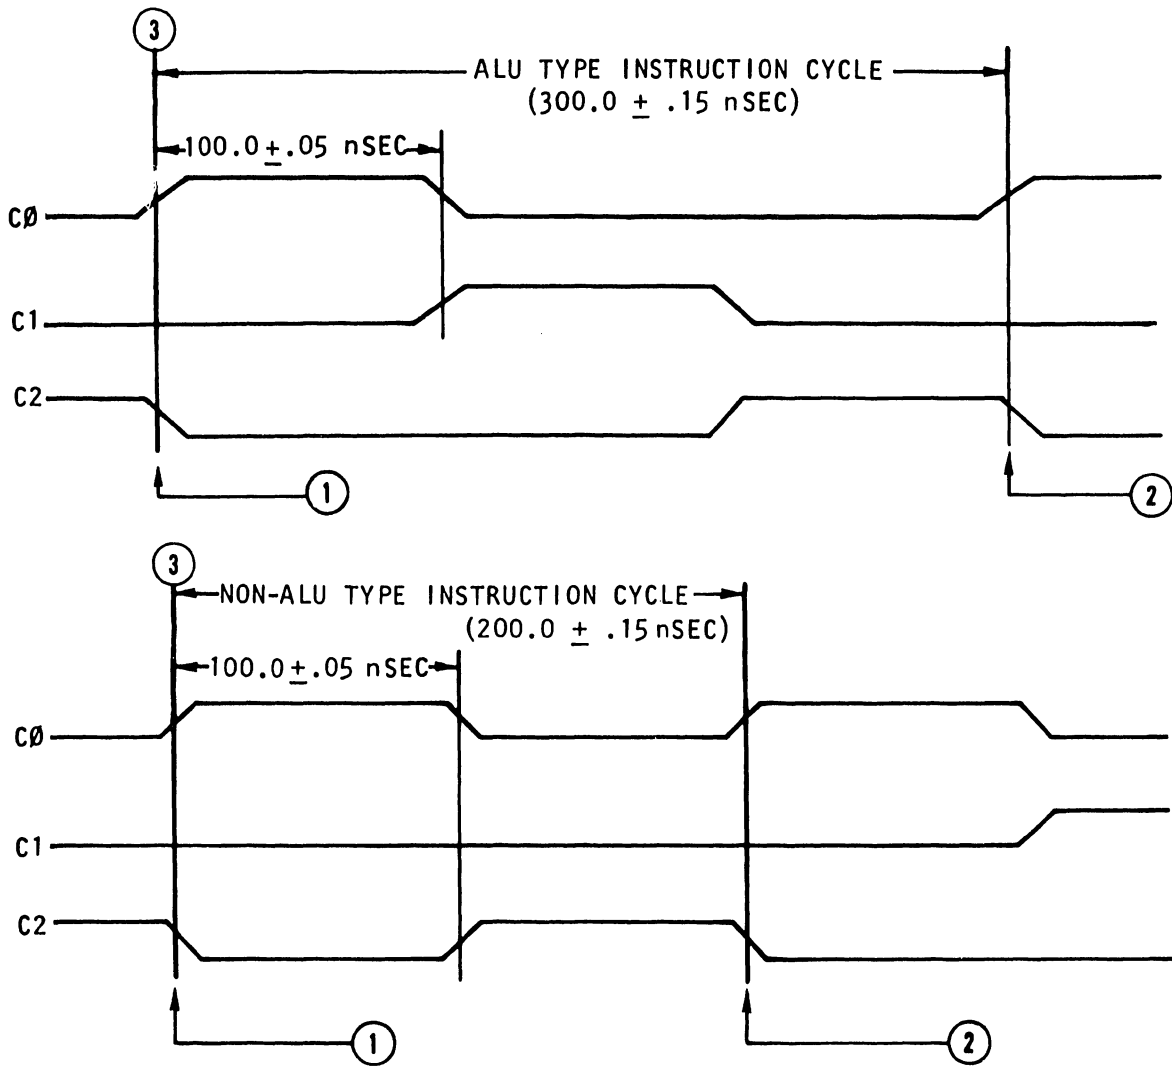 3
ALU TYPE INSTRUCTION CYCLE
(300.0 ± .15 nSEC)
100.0 ± .05 nSEC
CØ
C1
C2
1
2
3
NON-ALU TYPE INSTRUCTION CYCLE
(200.0 ± .15 nSEC)
100.0 ± .05 nSEC
CØ
C1
C2
1
2